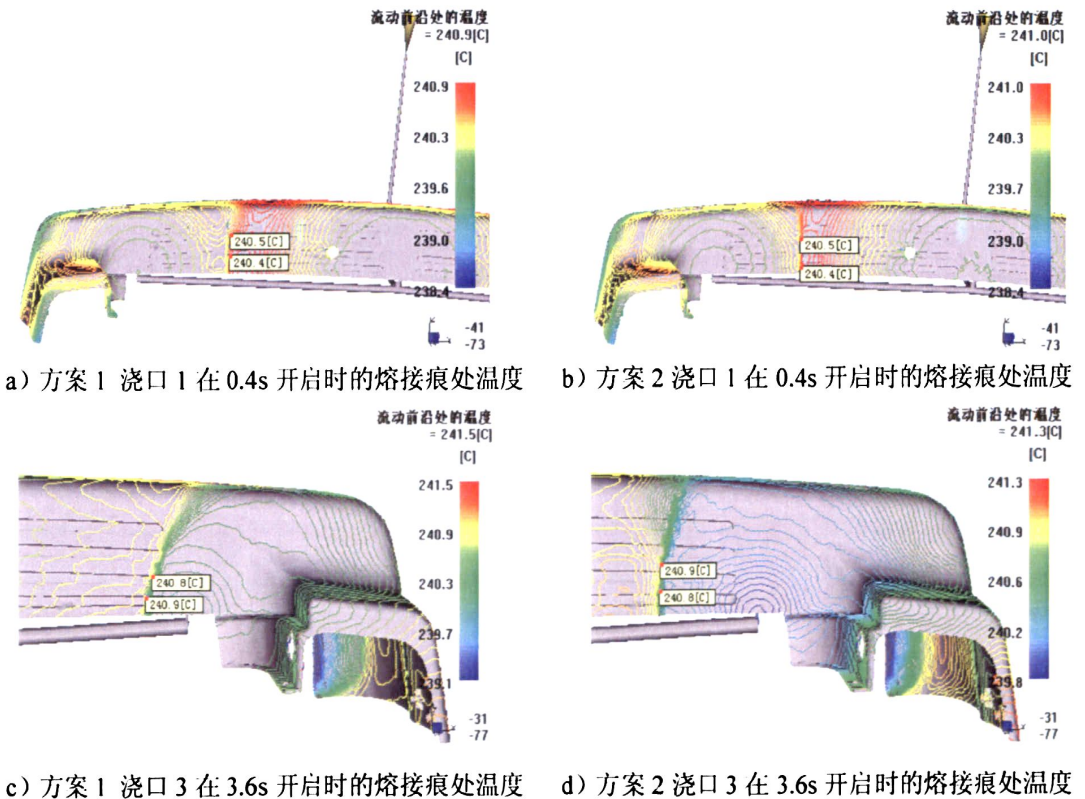 流动前沿处的温度
= 240.9[C]
[C]
240.9
240.3
239.6
239.0
238.4
240.5[C]
240.4[C]
-41
-73
a）方案 1 浇口 1 在 0.4s 开启时的熔接痕处温度
流动前沿处的温度
= 241.0[C]
[C]
241.0
240.3
239.7
239.0
238.4
240.5[C]
240.4[C]
-41
-73
b）方案 2 浇口 1 在 0.4s 开启时的熔接痕处温度
流动前沿处的温度
= 241.5[C]
[C]
241.5
240.9
240.3
239.7
239.1
240.8[C]
240.9[C]
-31
-77
c）方案 1 浇口 3 在 3.6s 开启时的熔接痕处温度
流动前沿处的温度
= 241.3[C]
[C]
241.3
240.9
240.6
240.2
239.8
240.9[C]
240.8[C]
-31
-77
d）方案 2 浇口 3 在 3.6s 开启时的熔接痕处温度